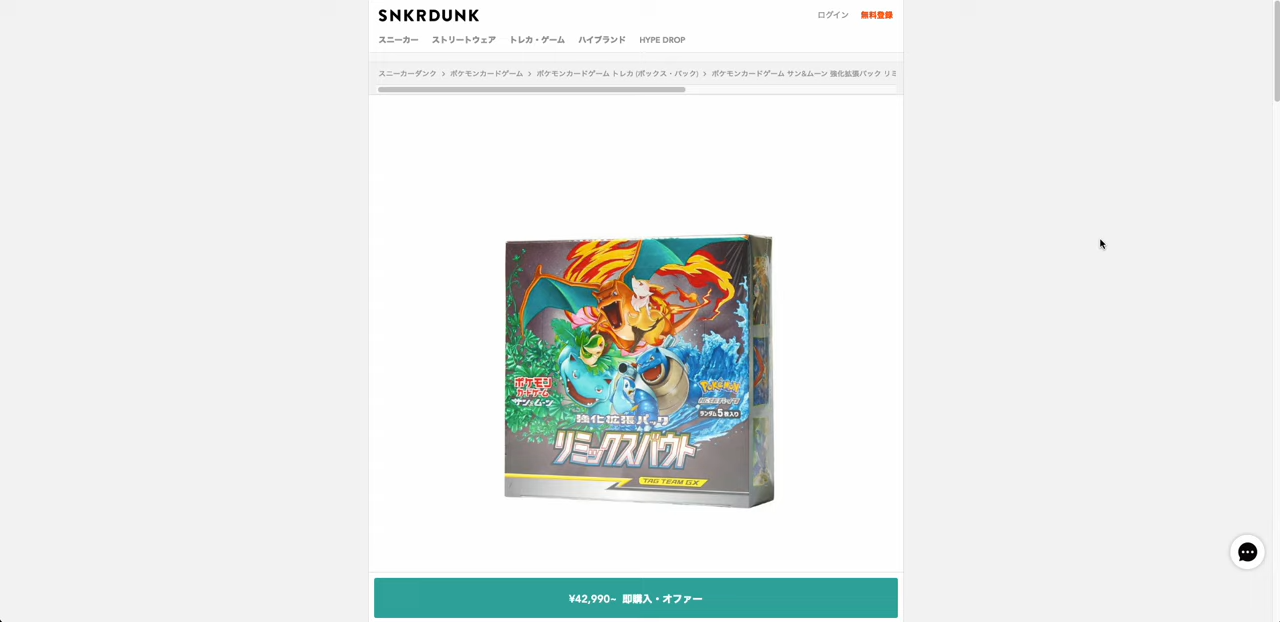 SNKRDUNK
ログイン 無料登録
スニーカー ストリートウェア トレカ・ゲーム ハイブランド HYPE DROP
スニーカーダンク > ポケモンカードゲーム > ポケモンカードゲーム トレカ (ボックス・パック) > ポケモンカードゲーム サン&ムーン 強化拡張パック リミ
ポケモン
カードゲーム
サン&ムーン
Pokémon
ランダム5枚入り
強化拡張パック
リミックスバウト
TAG TEAM GX
¥42,990~ 即購入・オファー